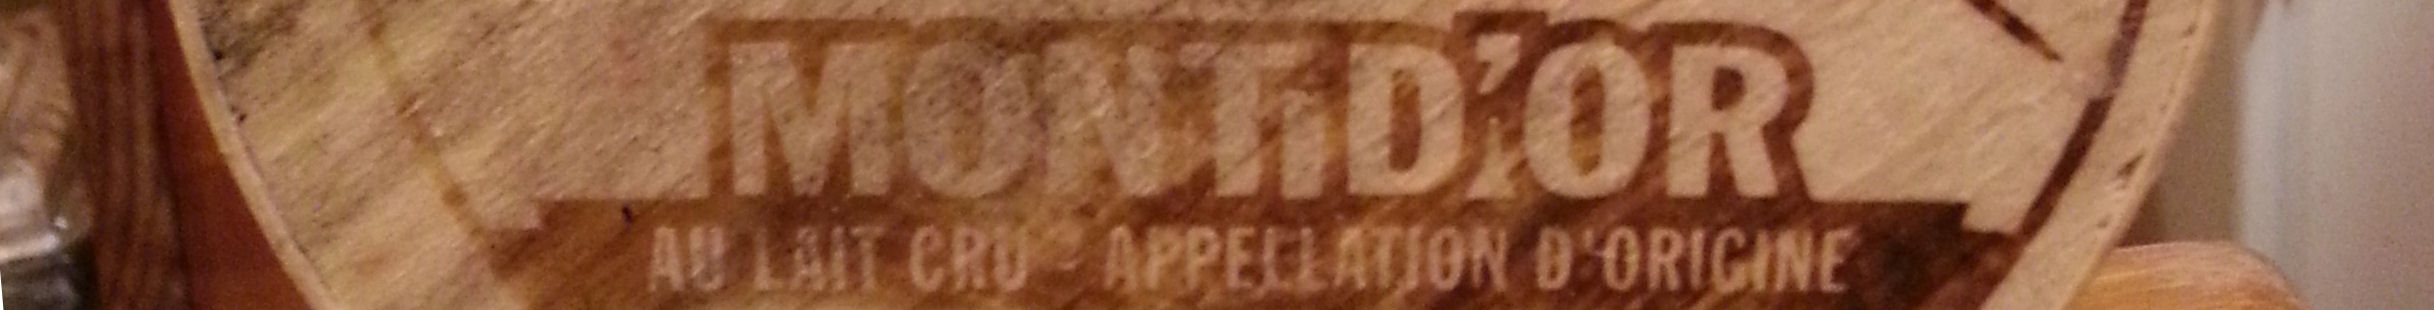 MONT D'OR
AU LAIT CRU - APPELLATION D'ORIGINE